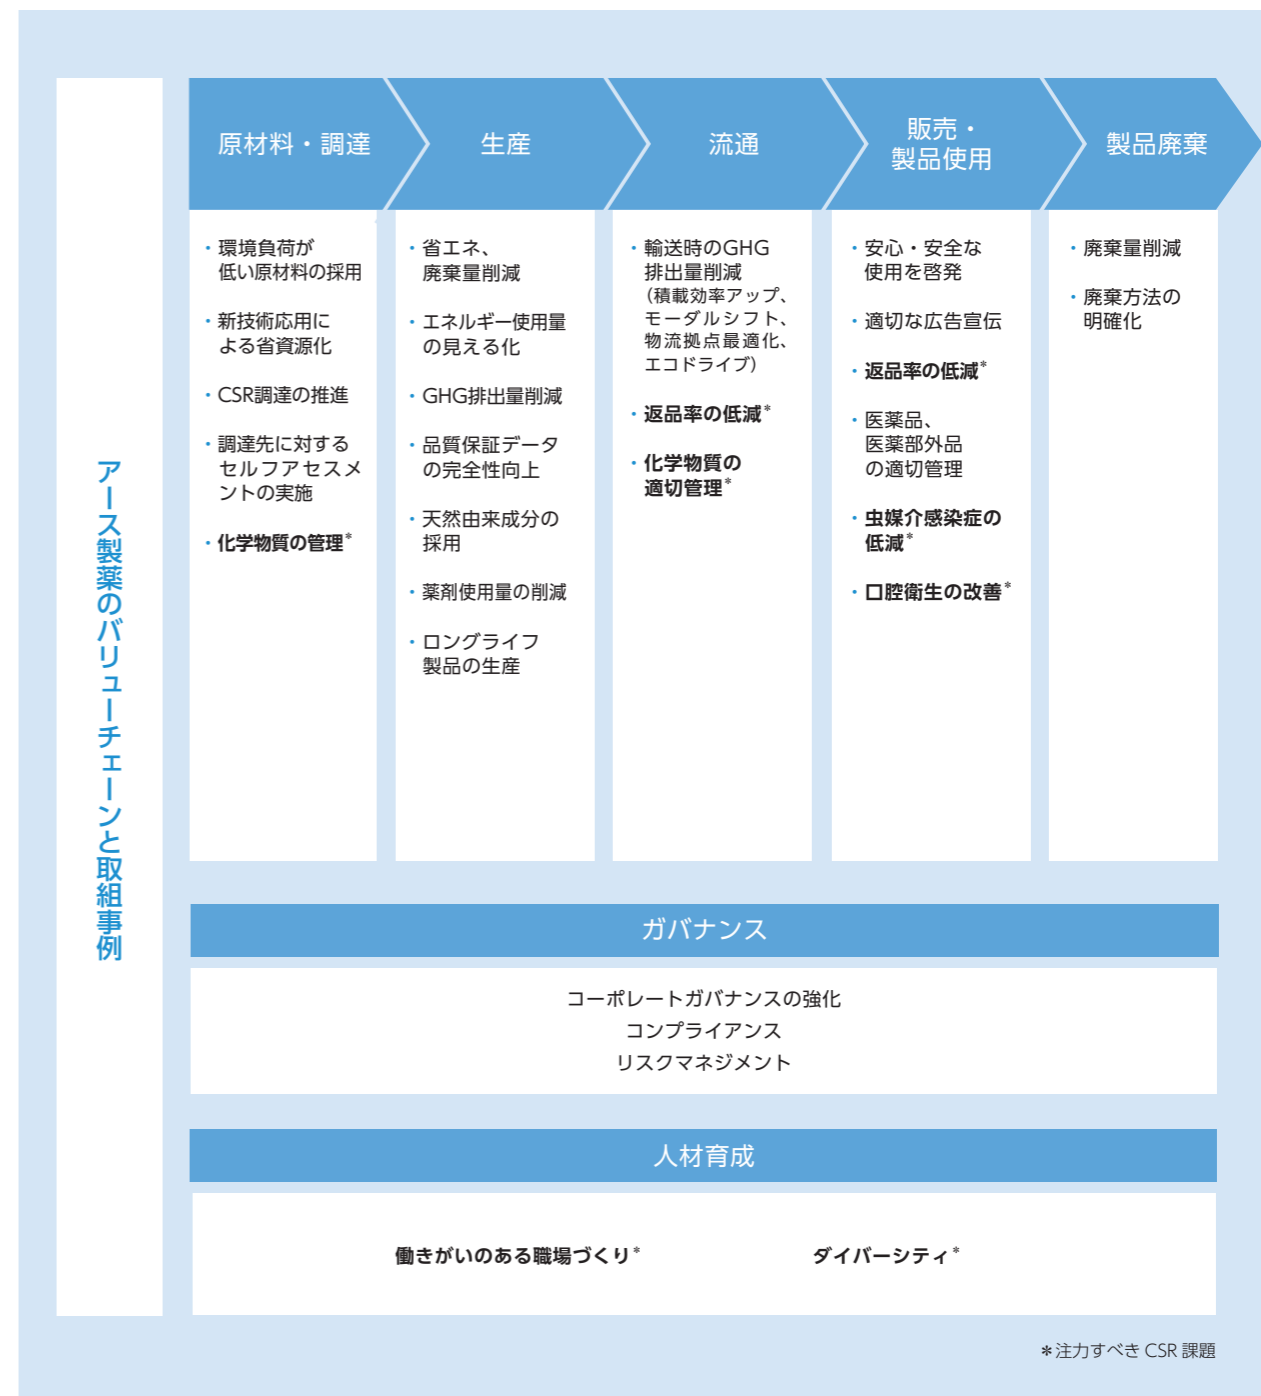 アース製薬のバリューチェーンと取組事例
原材料・調達
・環境負荷が
低い原材料の採用
・新技術応用に
よる省資源化
・CSR調達の推進
・調達先に対する
セルフアセスメ
ントの実施
・化学物質の管理*
生産
・省エネ、
廃棄量削減
・エネルギー使用量
の見える化
・GHG排出量削減
・品質保証データ
の完全性向上
・天然由来成分の
採用
・薬剤使用量の削減
・ロングライフ
製品の生産
流通
・輸送時のGHG
排出量削減
（積載効率アップ、
モーダルシフト、
物流拠点最適化、
エコドライブ）
・返品率の低減*
・化学物質の
適切管理*
販売・
製品使用
・安心・安全な
使用を啓発
・適切な広告宣伝
・返品率の低減*
・医薬品、
医薬部外品
の適切管理
・虫媒介感染症の
低減*
・口腔衛生の改善*
製品廃棄
・廃棄量削減
・廃棄方法の
明確化
ガバナンス
コーポレートガバナンスの強化
コンプライアンス
リスクマネジメント
人材育成
働きがいのある職場づくり*
ダイバーシティ*
*注力すべき CSR 課題